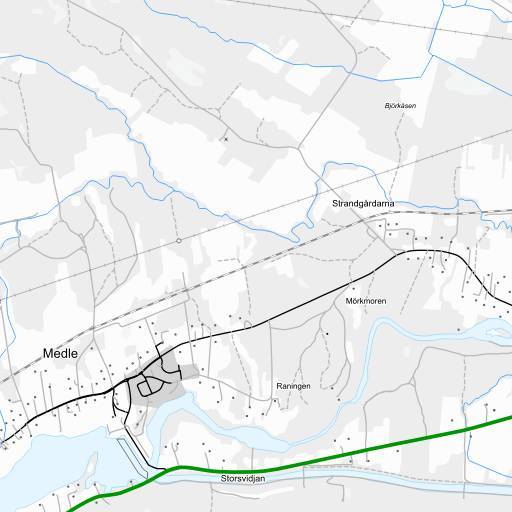 Björkåsen
Strandgårdarna
Mörkmoren
Medle
Raningen
Storsvidjan